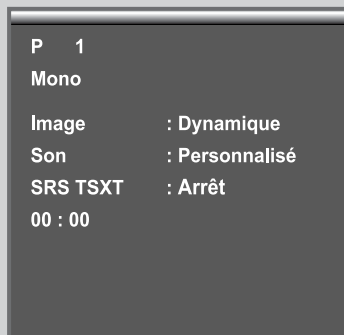 P 1
Mono
Image : Dynamique
Son : Personnalisé
SRS TSXT : Arrêt
00 : 00